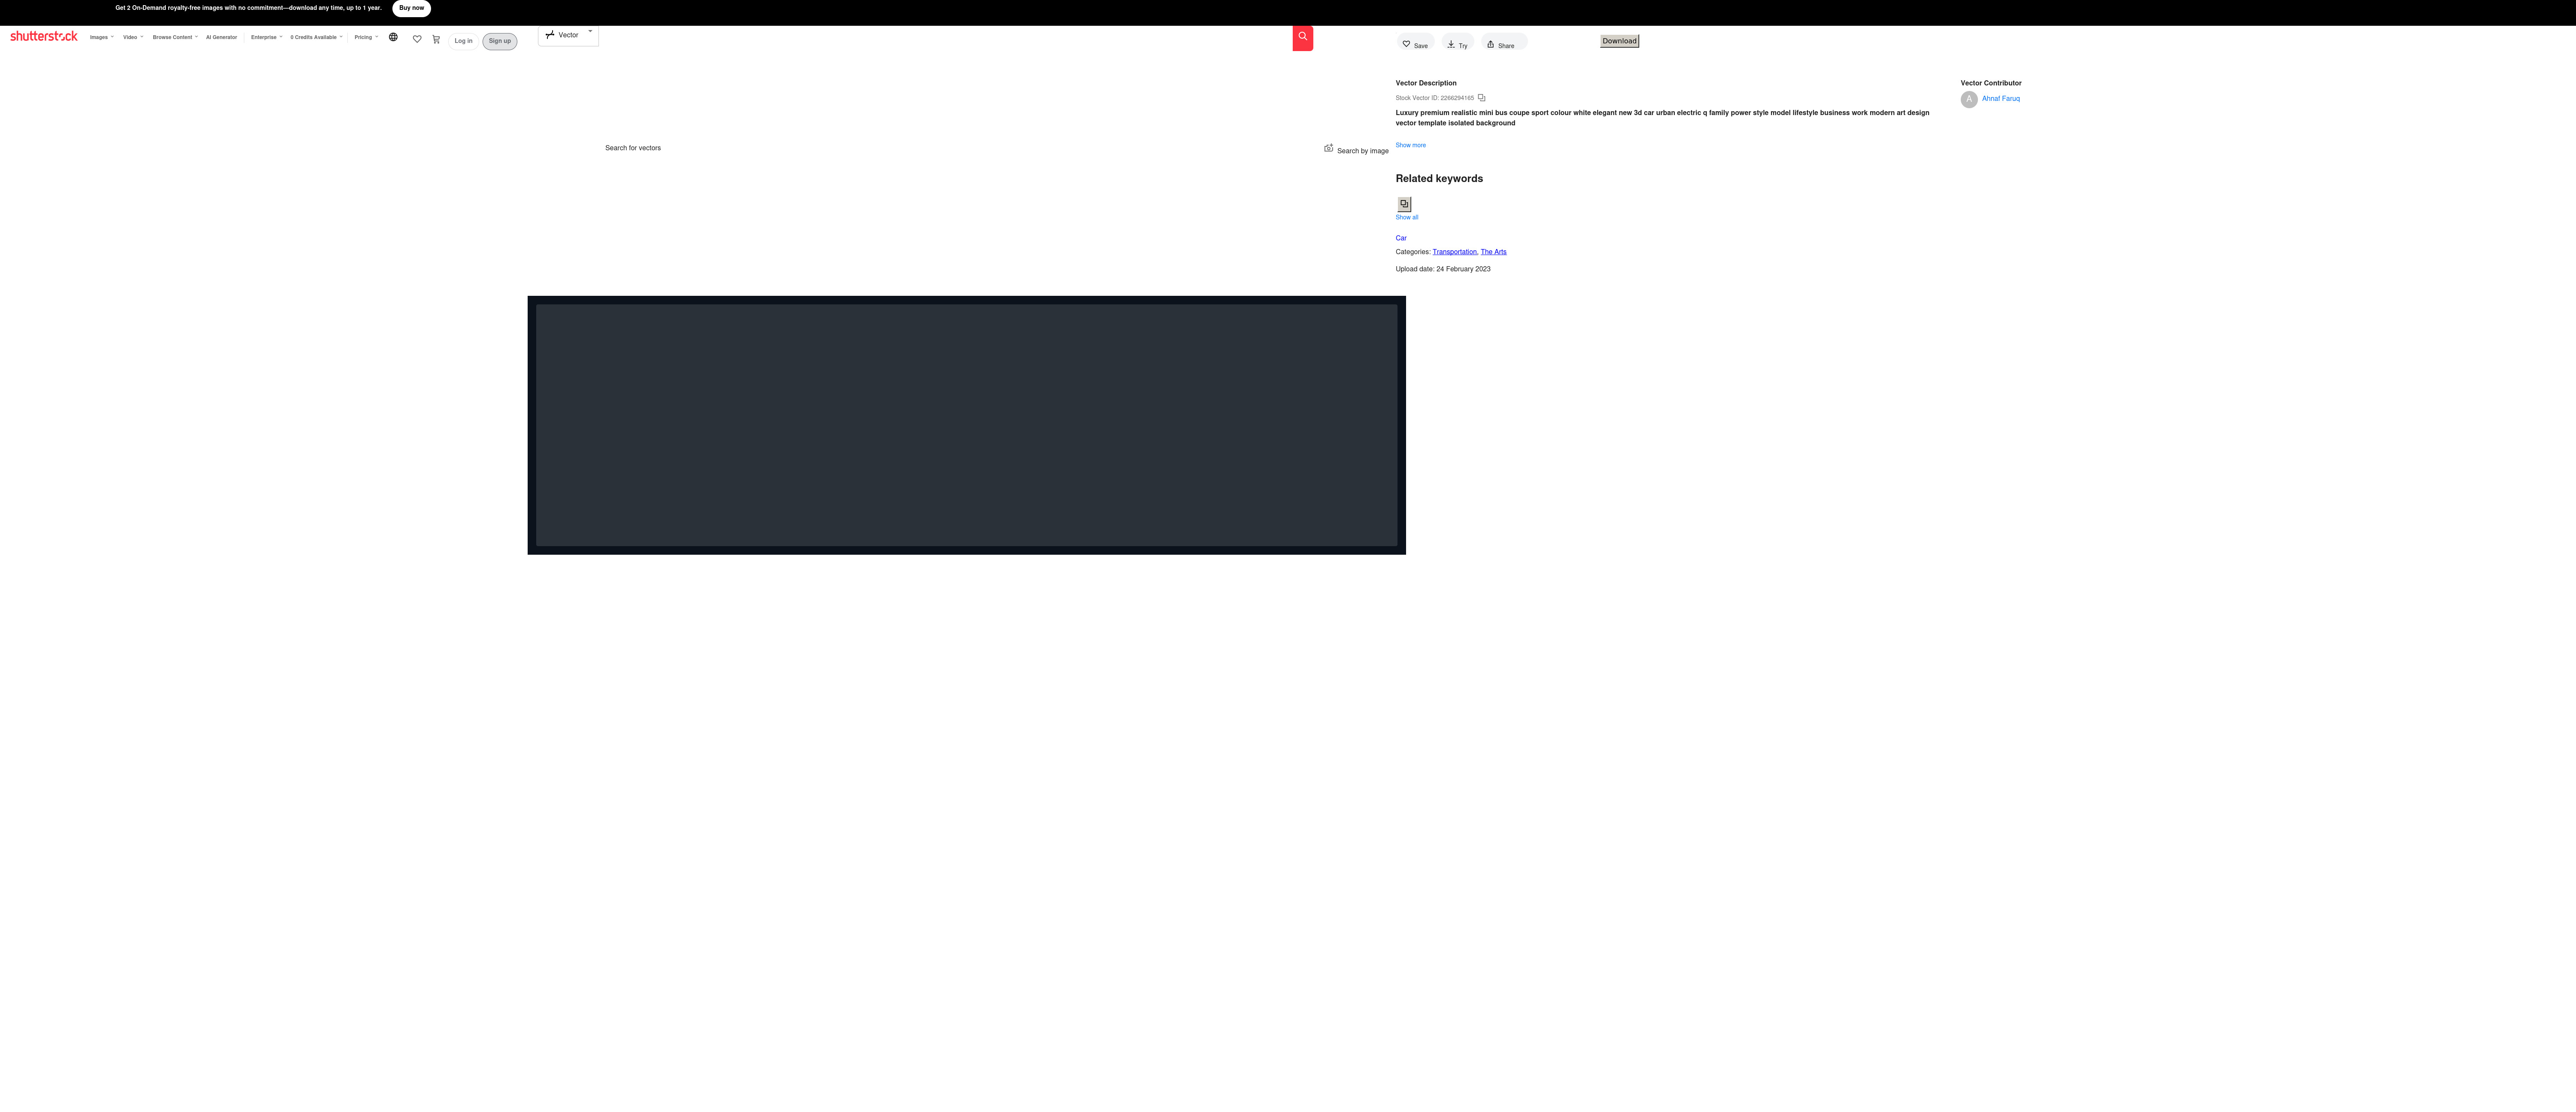 Get 2 On-Demand royalty-free images with no commitment—download any time, up to 1 year.
Buy now
shutterstock
Images
Video
Browse Content
AI Generator
Enterprise
0 Credits Available
Pricing
Log in
Sign up
Vector
Save
Try
Share
Download
Search for vectors
Search by image
Vector Description
Stock Vector ID: 2266294165
Luxury premium realistic mini bus coupe sport colour white elegant new 3d car urban electric q family power style model lifestyle business work modern art design
vector template isolated background
Show more
Related keywords
Show all
Car
Categories: Transportation, The Arts
Upload date: 24 February 2023
Vector Contributor
A
Ahnaf Faruq